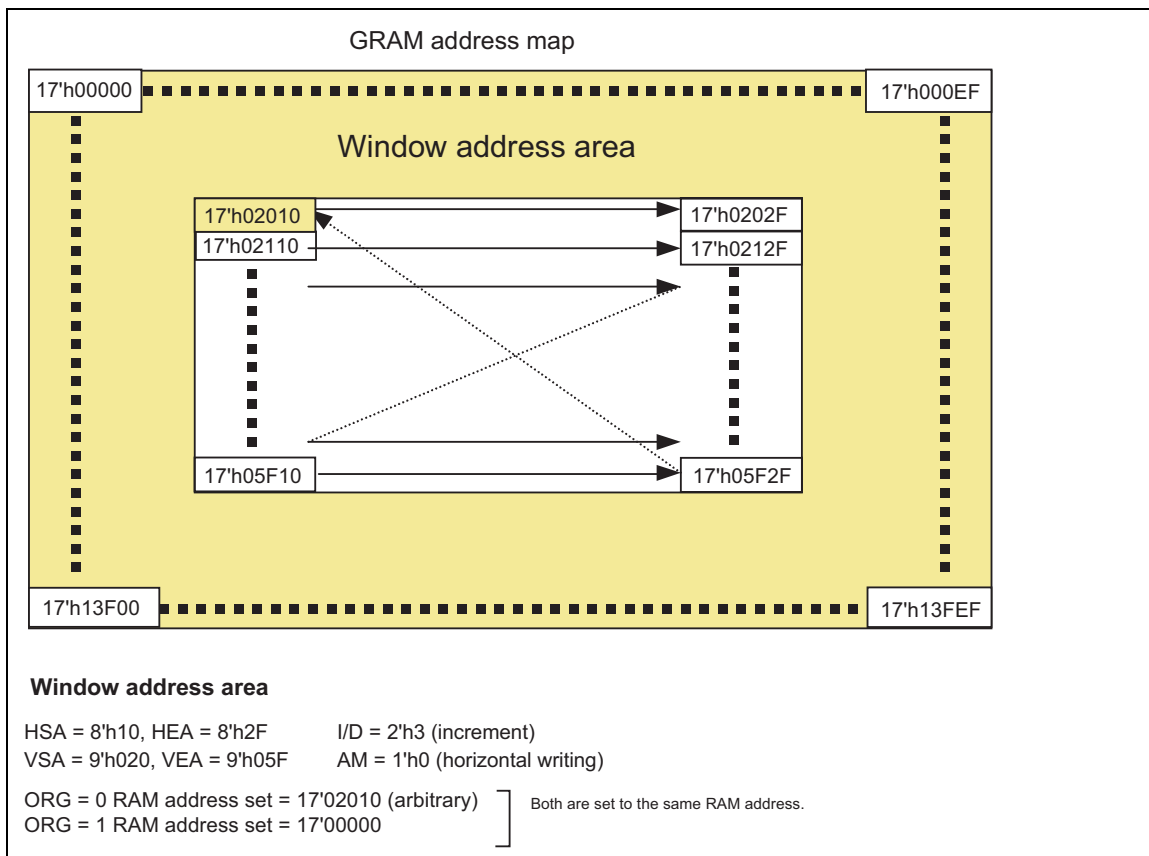 GRAM address map
17'h00000 17'h000EF
Window address area
17'h02010 17'h0202F
17'h02110 17'h0212F
17'h05F10 17'h05F2F
17'h13F00 17'h13FEF
Window address area
HSA = 8'h10, HEA = 8'h2F I/D = 2'h3 (increment)
VSA = 9'h020, VEA = 9'h05F AM = 1'h0 (horizontal writing)
ORG = 0 RAM address set = 17'02010 (arbitrary) Both are set to the same RAM address.
ORG = 1 RAM address set = 17'00000